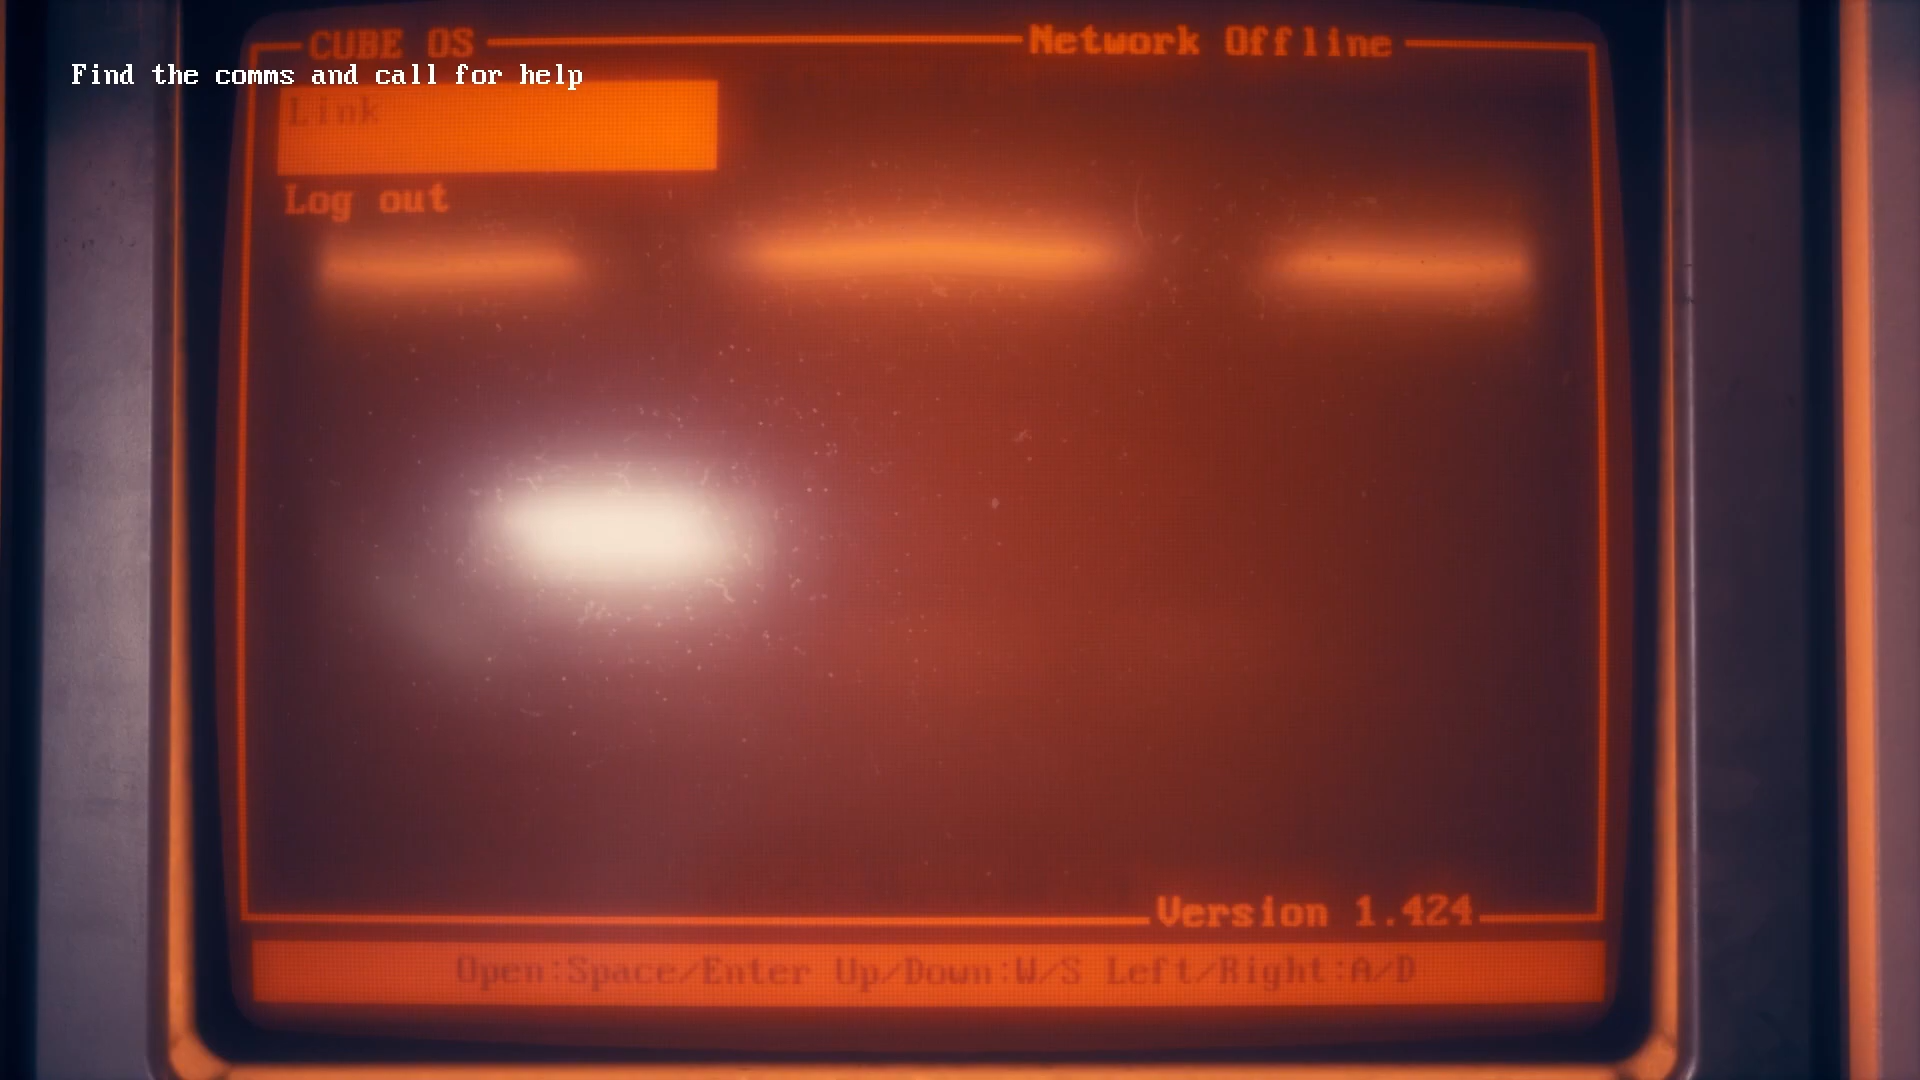 CUBE OS Network Offline
Find the comms and call for help
Link
Log out
Version 1.424
Open:Space/Enter Up/Down:W/S Left/Right:A/D